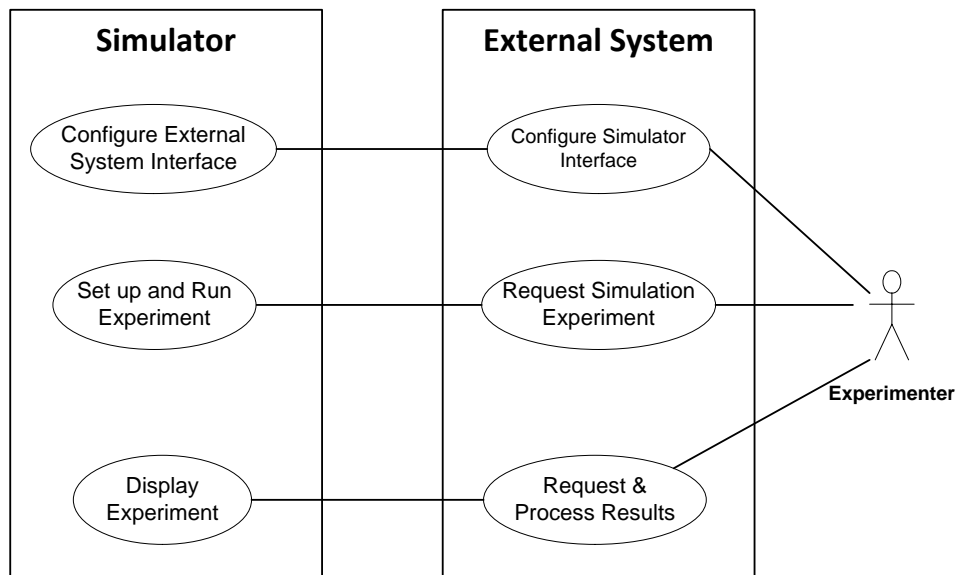 Simulator
External System
Configure External
System Interface
Configure Simulator
Interface
Set up and Run
Experiment
Request Simulation
Experiment
Experimenter
Display
Experiment
Request &
Process Results